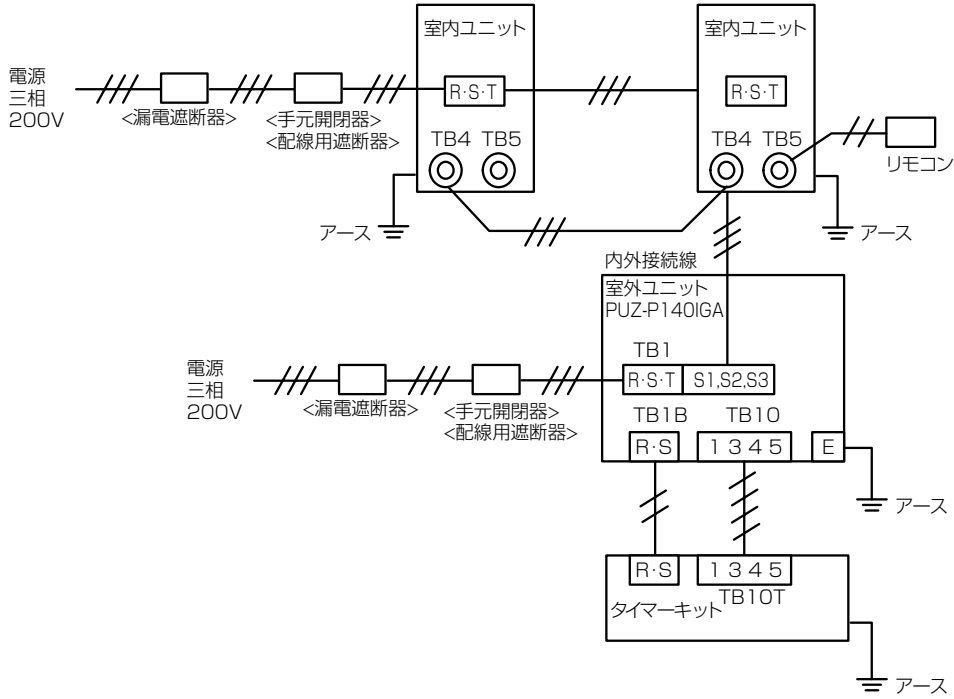 室内ユニット
室内ユニット
電源
三相
200V
<漏電遮断器>
<手元開閉器>
<配線用遮断器>
R·S·T
R·S·T
TB4 TB5
TB4 TB5
リモコン
アース
アース
内外接続線
室外ユニット
PUZ-P140IGA
TB1
R·S·T S1,S2,S3
電源
三相
200V
<漏電遮断器>
<手元開閉器>
<配線用遮断器>
TB1B TB10
R·S 1 3 4 5 E
アース
R·S 1 3 4 5
TB10T
タイマーキット
アース